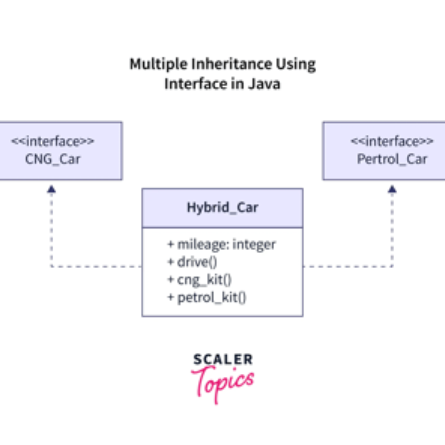 Multiple Inheritance Using
Interface in Java
<<interface>>
CNG_Car
<<interface>>
Pertrol_Car
Hybrid_Car
+ mileage: integer
+ drive()
+ cng_kit()
+ petrol_kit()
SCALER
Topics